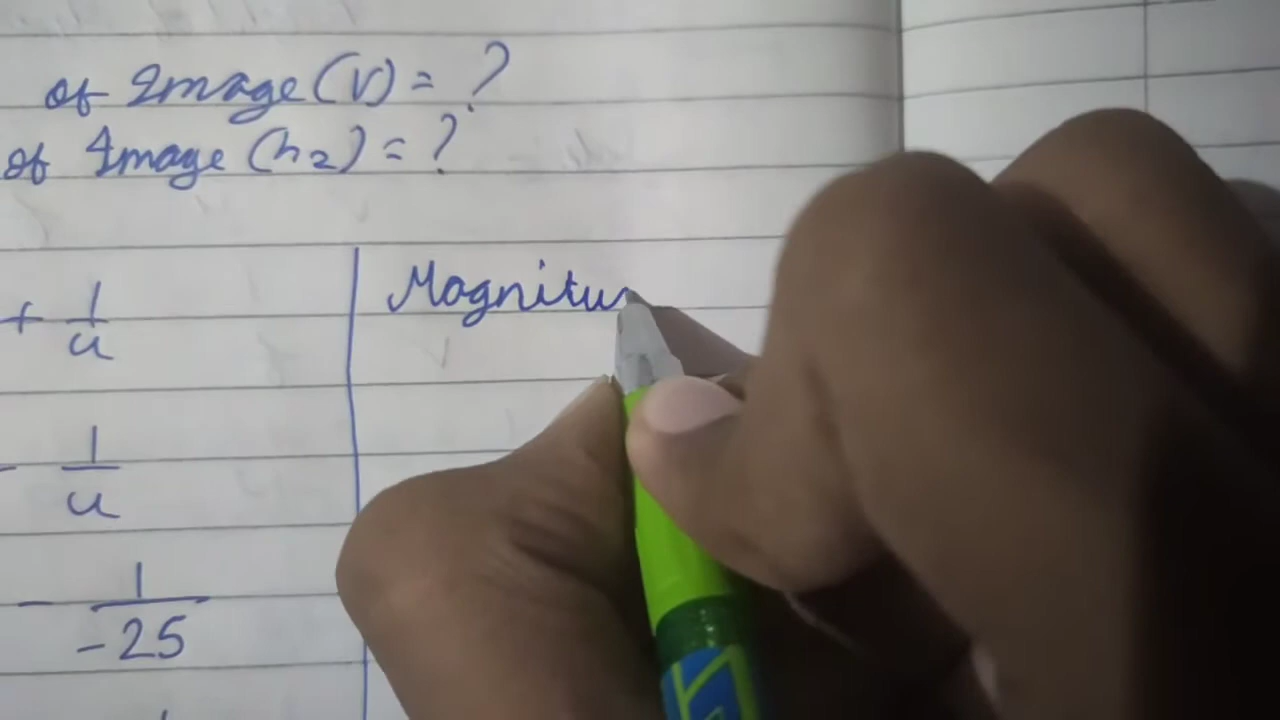 of Image (V) = ?
of Image (h2) = ?
+ 1/u
- 1/u
- 1/-25
Magnitu